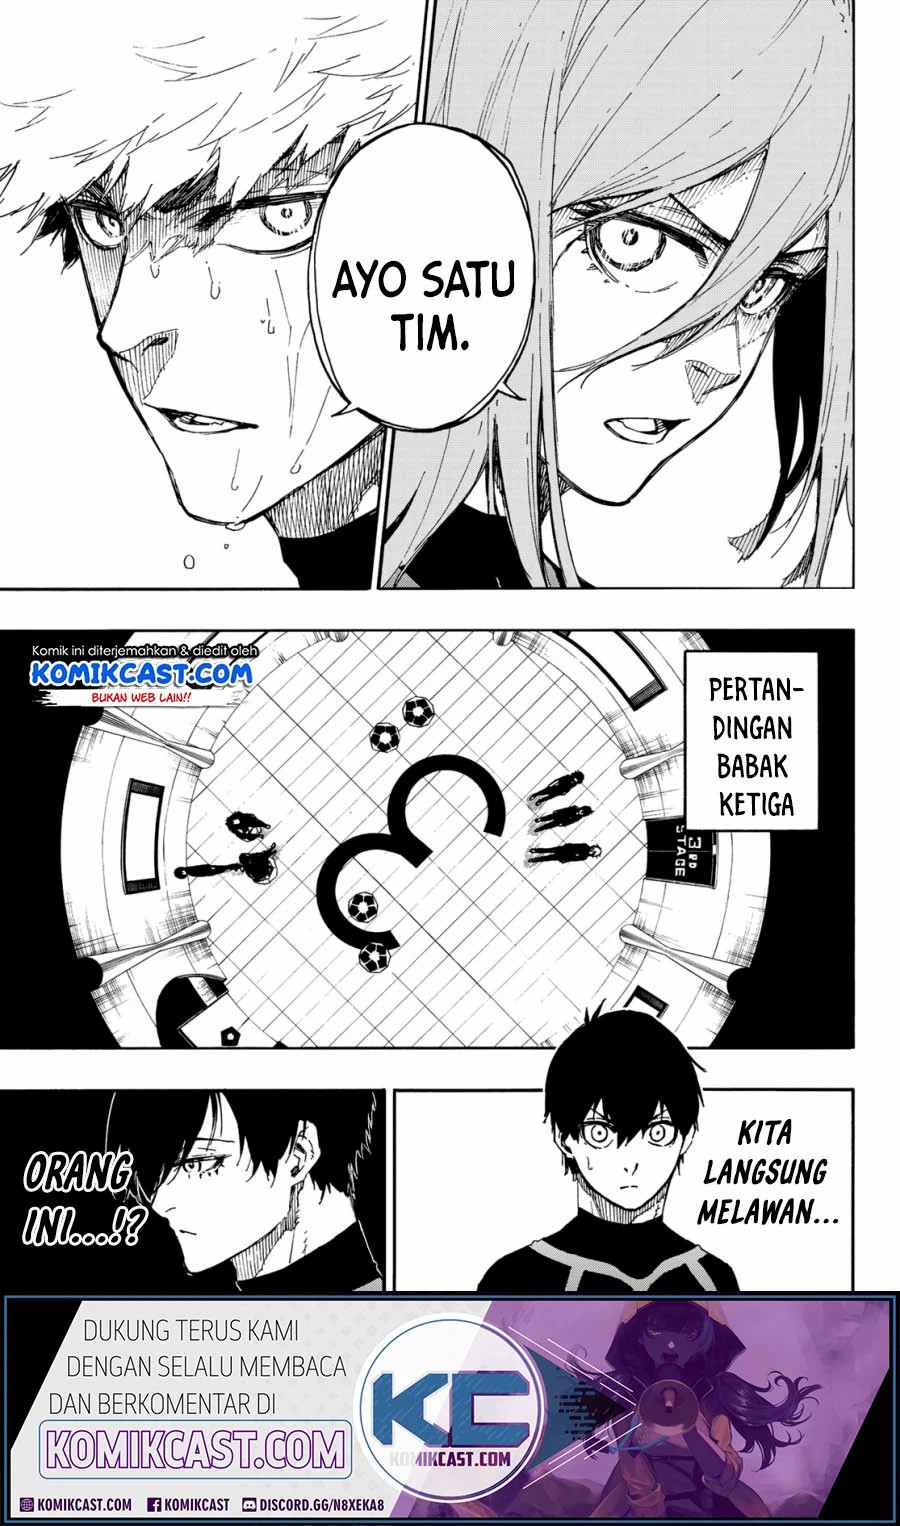 AYO SATU
TIM.
Komik ini diterjemahkan & diedit oleh
KOMIKCAST.COM
BUKAN WEB LAIN!!
PERTAN-
DINGAN
BABAK
KETIGA
3RD
STAGE
KITA
LANGSUNG
MELAWAN...
ORANG
INI...!?
DUKUNG TERUS KAMI
DENGAN SELALU MEMBACA
DAN BERKOMENTAR DI
KOMIKCAST.COM
KC
KOMIKCAST.COM
KOMIKCAST.COM
KOMIKCAST
DISCORD.GG/N8XEKA8